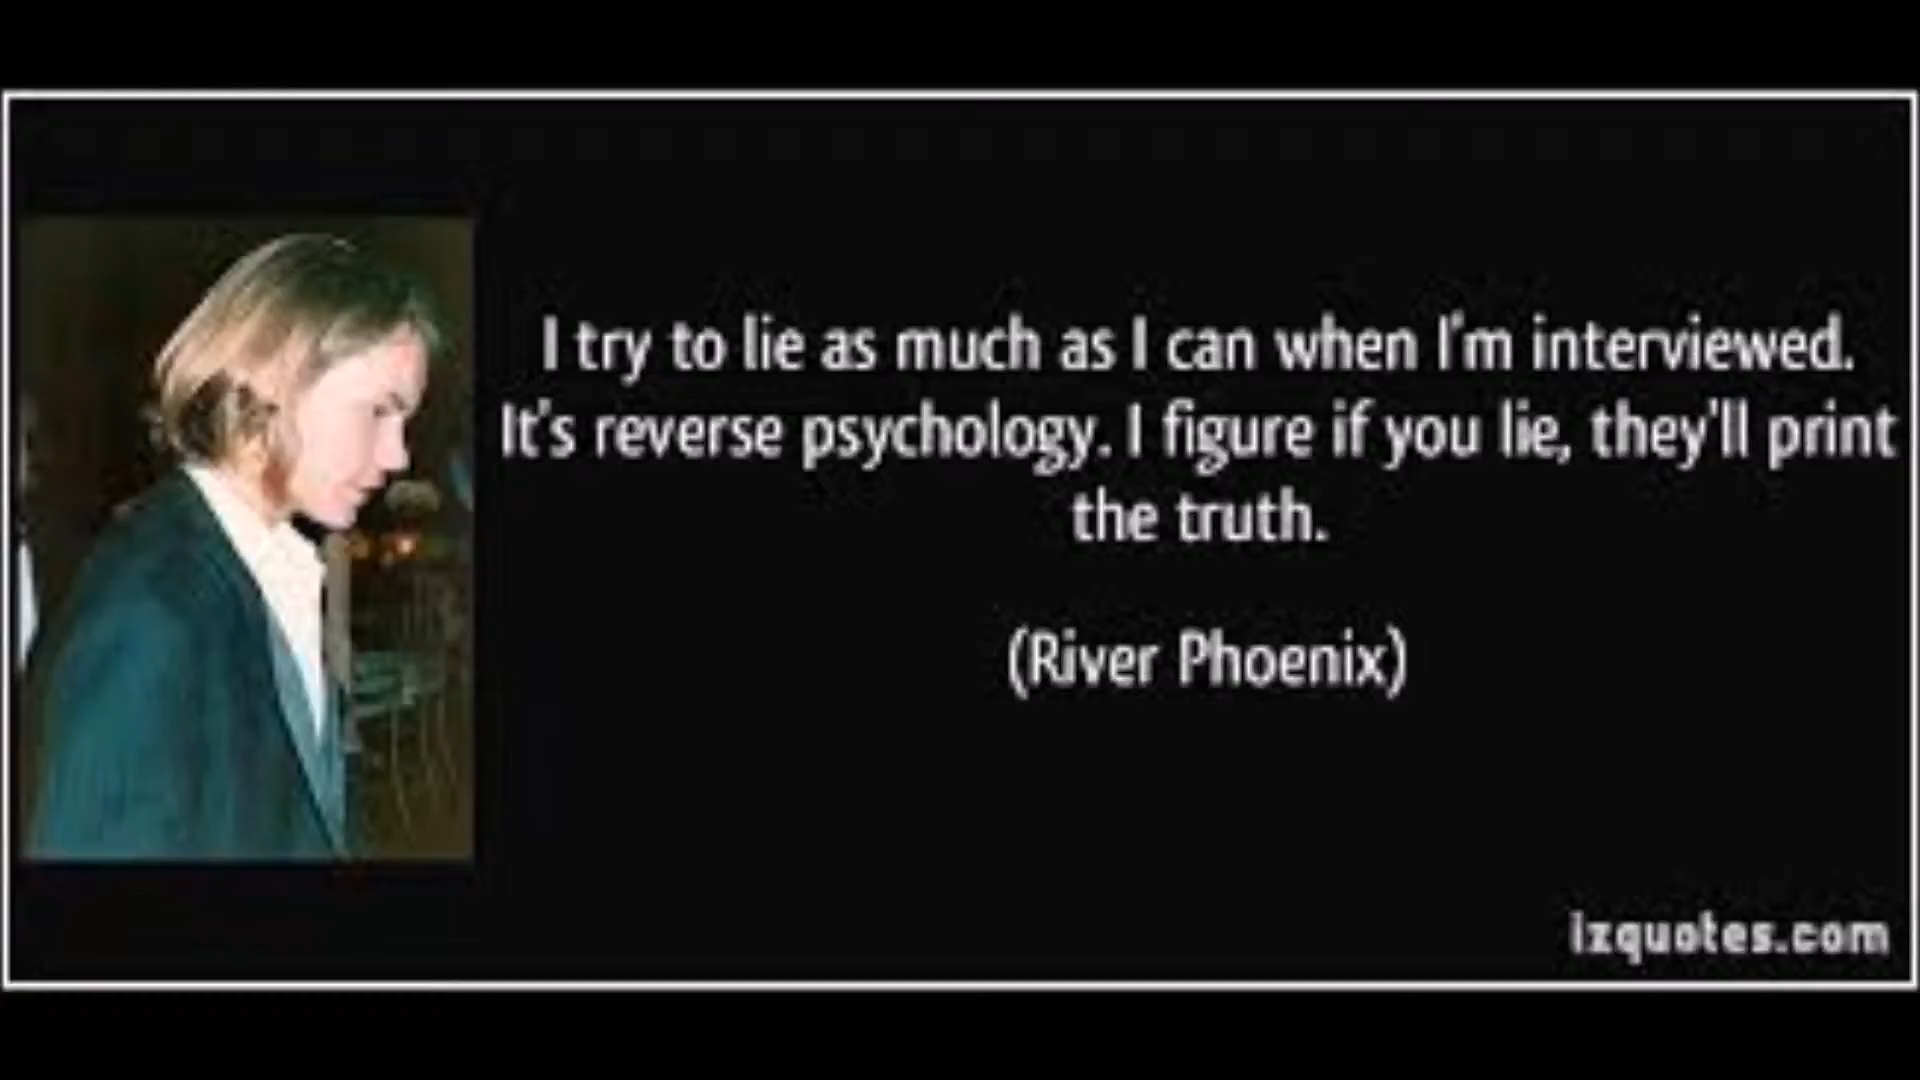 I try to lie as much as I can when I'm interviewed.
It's reverse psychology. I figure if you lie, they'll print
the truth.
(River Phoenix)
izquotes.com